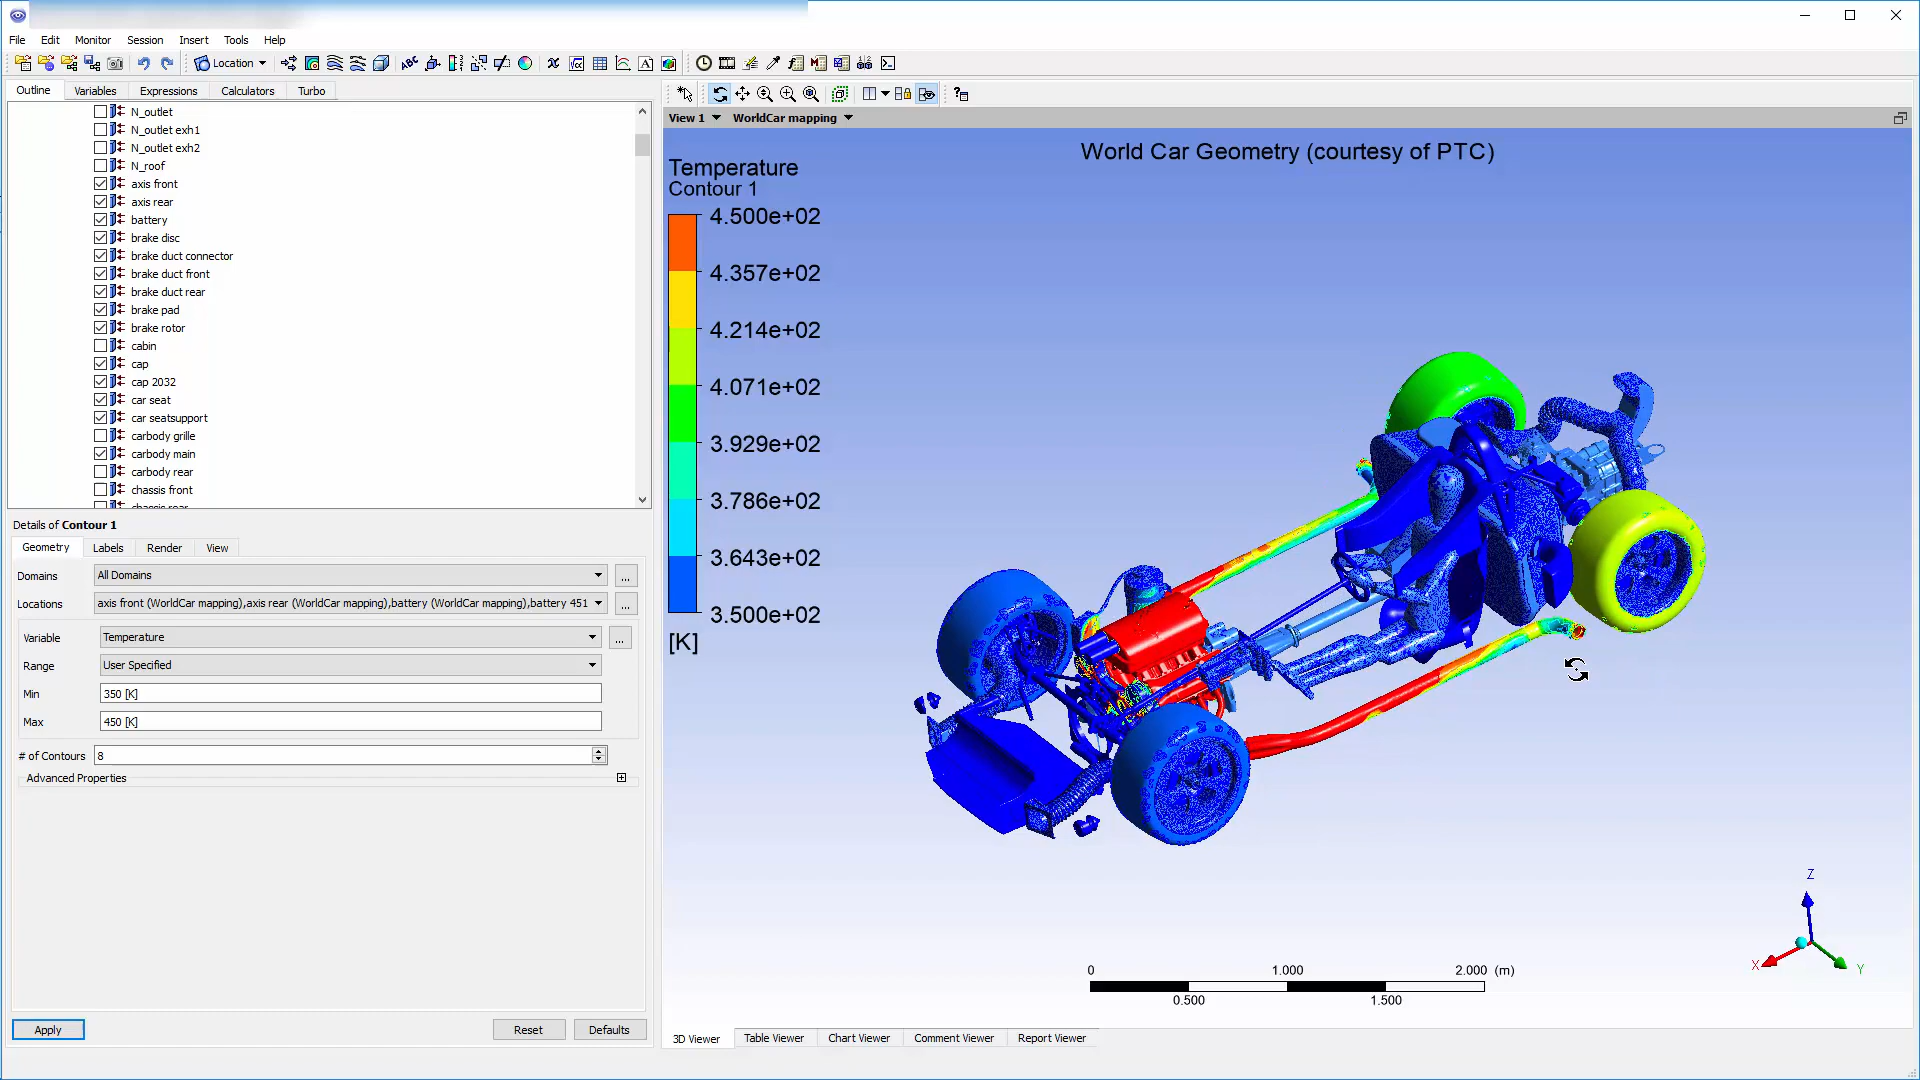 File Edit Monitor Session Insert Tools Help
Location
Outline Variables Expressions Calculators Turbo
N_outlet
N_outlet exh1
N_outlet exh2
N_roof
axis front
axis rear
battery
brake disc
brake duct connector
brake duct front
brake duct rear
brake pad
brake rotor
cabin
cap
cap 2032
car seat
car seatsupport
carbody grille
carbody main
carbody rear
chassis front
Details of Contour 1
Geometry Labels Render View
Domains All Domains ...
Locations axis front (WorldCar mapping),axis rear (WorldCar mapping),battery (WorldCar mapping),battery 451 ...
Variable Temperature ...
Range User Specified
Min 350 [K]
Max 450 [K]
# of Contours 8
Advanced Properties
Apply Reset Defaults
View 1 WorldCar mapping
World Car Geometry (courtesy of PTC)
Temperature
Contour 1
4.500e+02
4.357e+02
4.214e+02
4.071e+02
3.929e+02
3.786e+02
3.643e+02
3.500e+02
[K]
Z
X Y
0 1.000 2.000 (m)
0.500 1.500
3D Viewer Table Viewer Chart Viewer Comment Viewer Report Viewer